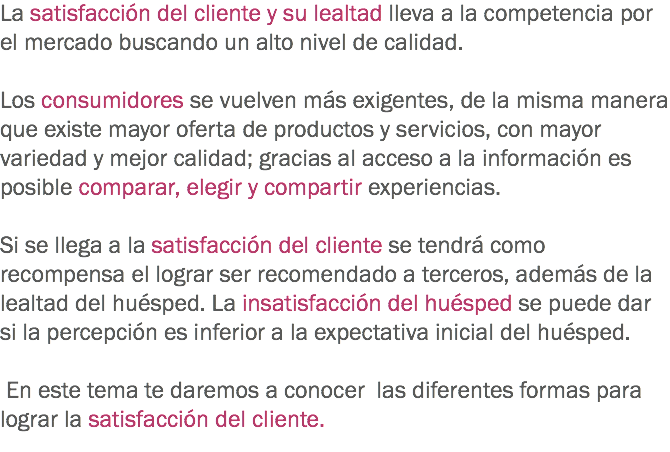 La satisfacción del cliente y su lealtad lleva a la competencia por
el mercado buscando un alto nivel de calidad.
Los consumidores se vuelven más exigentes, de la misma manera
que existe mayor oferta de productos y servicios, con mayor
variedad y mejor calidad; gracias al acceso a la información es
posible comparar, elegir y compartir experiencias.
Si se llega a la satisfacción del cliente se tendrá como
recompensa el lograr ser recomendado a terceros, además de la
lealtad del huésped. La insatisfacción del huésped se puede dar
si la percepción es inferior a la expectativa inicial del huésped.
En este tema te daremos a conocer las diferentes formas para
lograr la satisfacción del cliente.